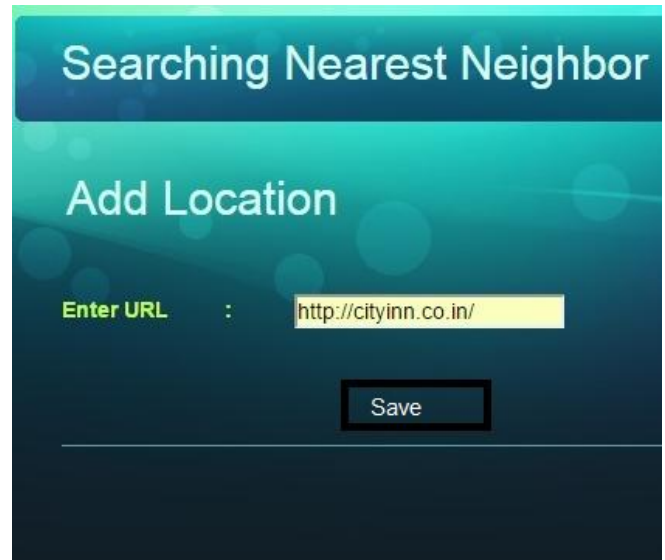 Searching Nearest Neighbor
Add Location
Enter URL : http://cityinn.co.in/
Save